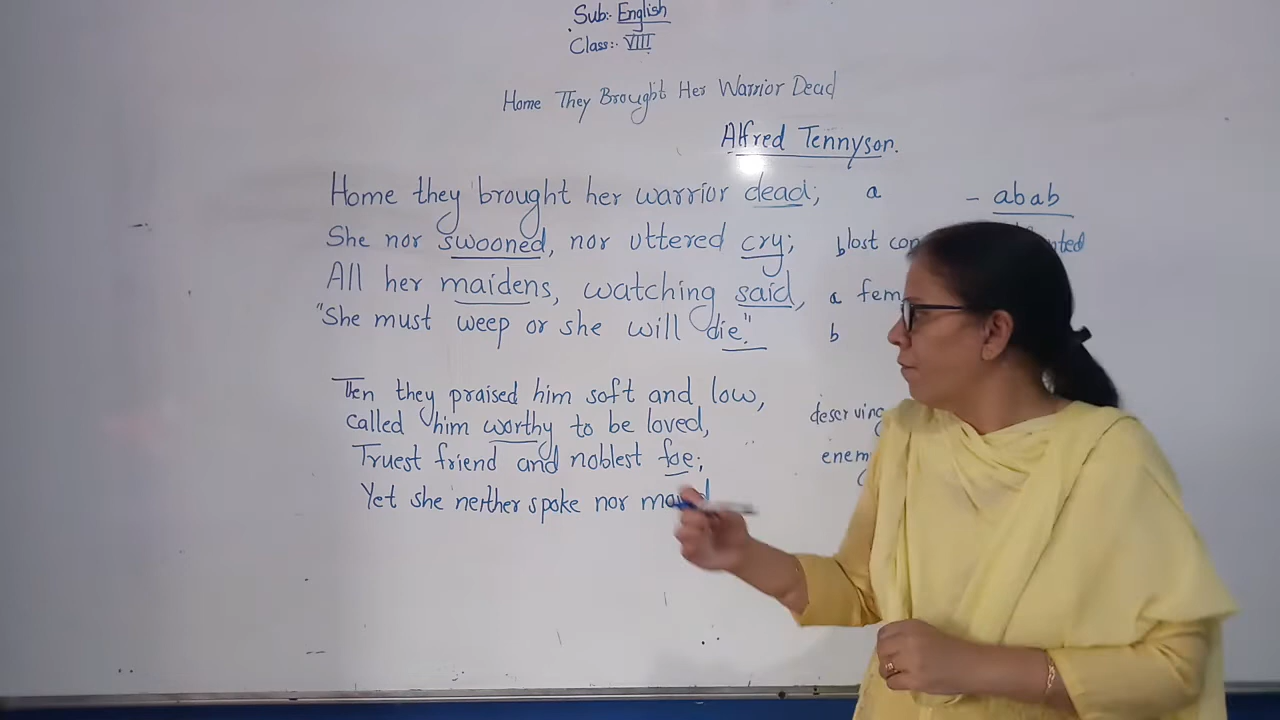 Sub:- English
Class:- VIII
Home They Brought Her Warrior Dead
Alfred Tennyson.
Home they brought her warrior dead; a - abab
She nor swooned, nor uttered cry; b lost
All her maidens, watching said, a
"She must weep or she will die." b
Then they praised him soft and low,
called him worthy to be loved, deserving
Truest friend and noblest foe;
Yet she neither spoke nor